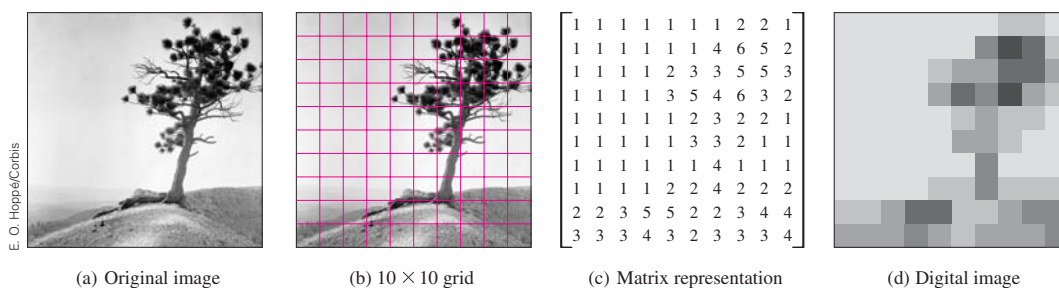 E. O. Hoppé/Corbis
1 1 1 1 1 1 1 2 2 1
1 1 1 1 1 1 4 6 5 2
1 1 1 1 2 3 3 5 5 3
1 1 1 1 3 5 4 6 3 2
1 1 1 1 1 2 3 2 2 1
1 1 1 1 1 3 3 2 1 1
1 1 1 1 1 1 4 1 1 1
1 1 1 1 2 2 4 2 2 2
2 2 3 5 5 2 2 3 4 4
3 3 3 4 3 2 3 3 3 4
(a) Original image
(b) 10 × 10 grid
(c) Matrix representation
(d) Digital image